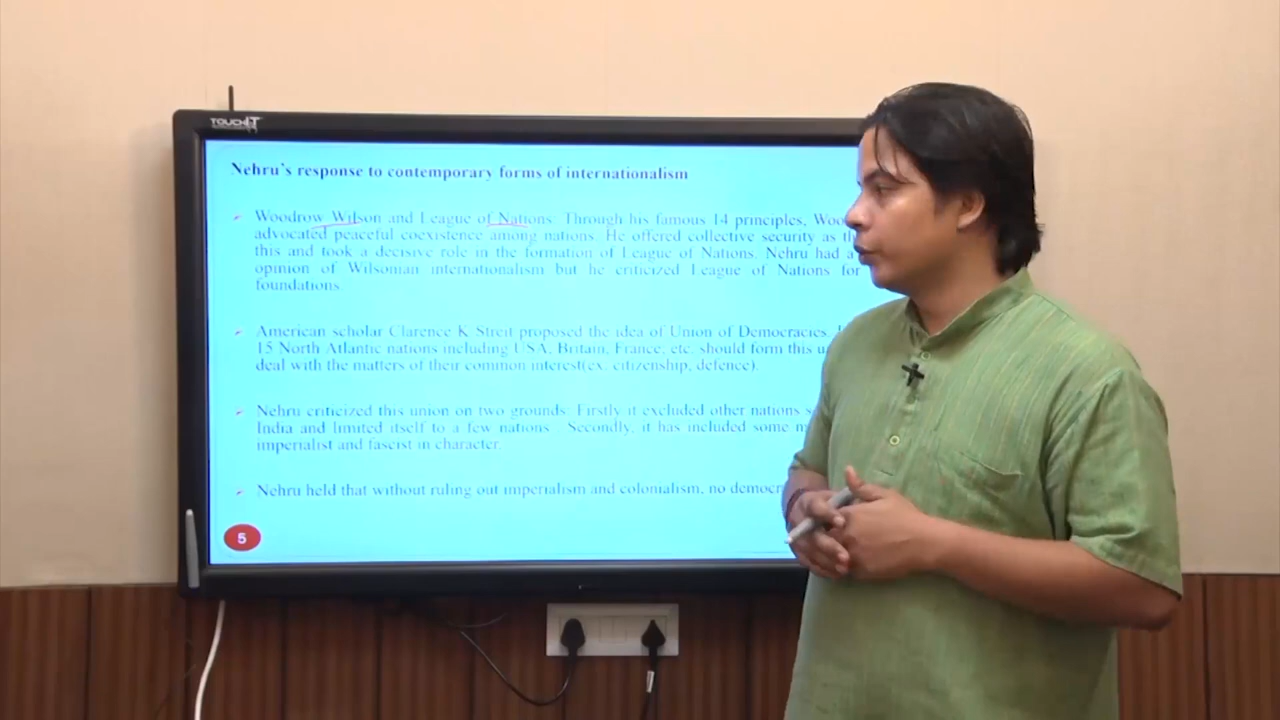 TOUCHIT
Nehru's response to contemporary forms of internationalism
Woodrow Wilson and League of Nations: Through his famous 14 principles,
advocated peaceful coexistence among nations. He offered collective security as
this and took a decisive role in the formation of League of Nations. Nehru had a
opinion of Wilsonian internationalism but he criticized League of Nations for
foundations.
American scholar Clarence K Streit proposed the idea of Union of Democracies.
15 North Atlantic nations including USA, Britain, France, etc. should form this
deal with the matters of their common interest(ex. citizenship, defence).
Nehru criticized this union on two grounds. Firstly it excluded other nations
India and limited itself to a few nations. Secondly, it has included some
imperialist and fascist in character.
Nehru held that without ruling out imperialism and colonialism, no
5